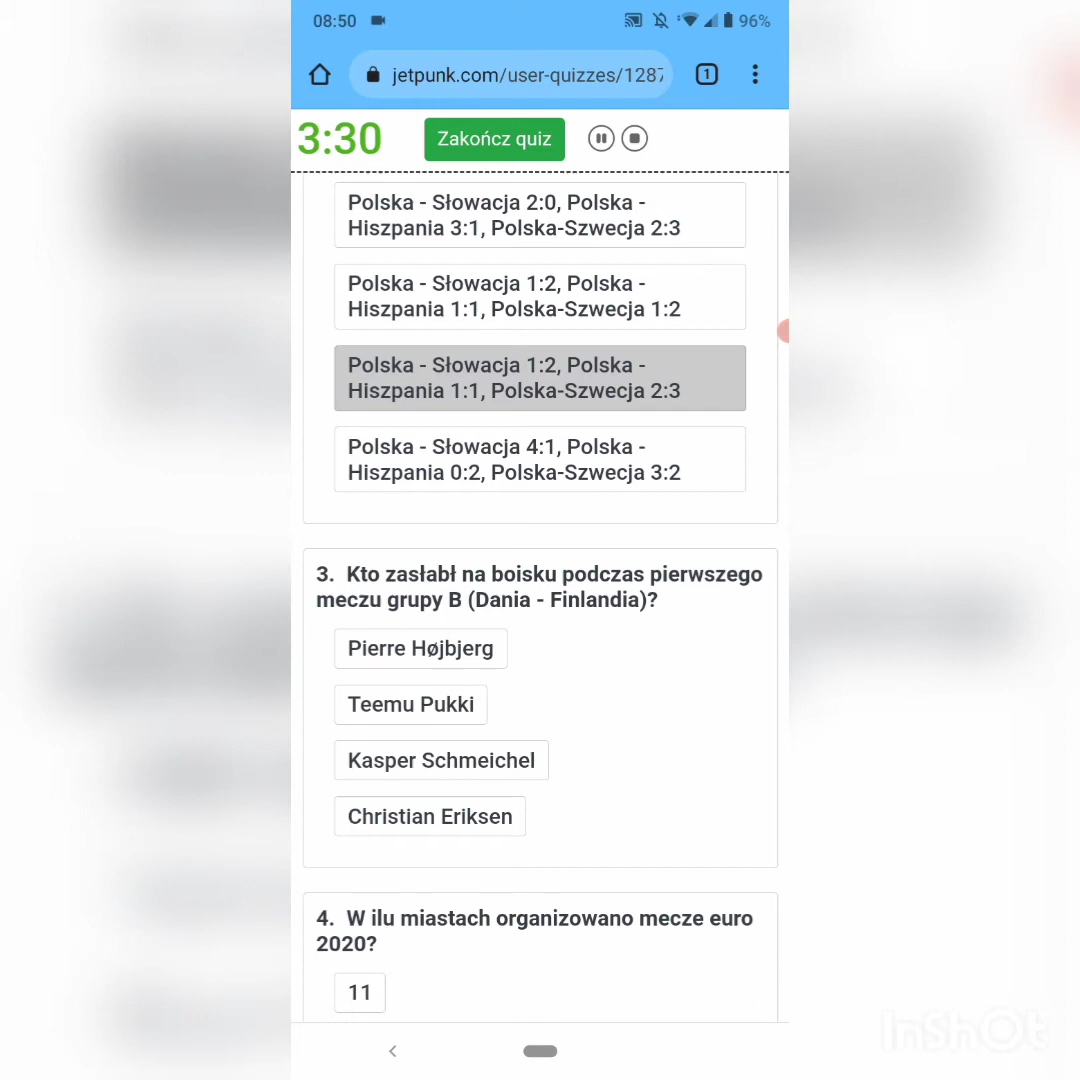 08:50
96%
jetpunk.com/user-quizzes/1287
1
3:30
Zakończ quiz
Polska - Słowacja 2:0, Polska -
Hiszpania 3:1, Polska-Szwecja 2:3
Polska - Słowacja 1:2, Polska -
Hiszpania 1:1, Polska-Szwecja 1:2
Polska - Słowacja 1:2, Polska -
Hiszpania 1:1, Polska-Szwecja 2:3
Polska - Słowacja 4:1, Polska -
Hiszpania 0:2, Polska-Szwecja 3:2
3. Kto zasłabł na boisku podczas pierwszego
meczu grupy B (Dania - Finlandia)?
Pierre Højbjerg
Teemu Pukki
Kasper Schmeichel
Christian Eriksen
4. W ilu miastach organizowano mecze euro
2020?
11
InShOt